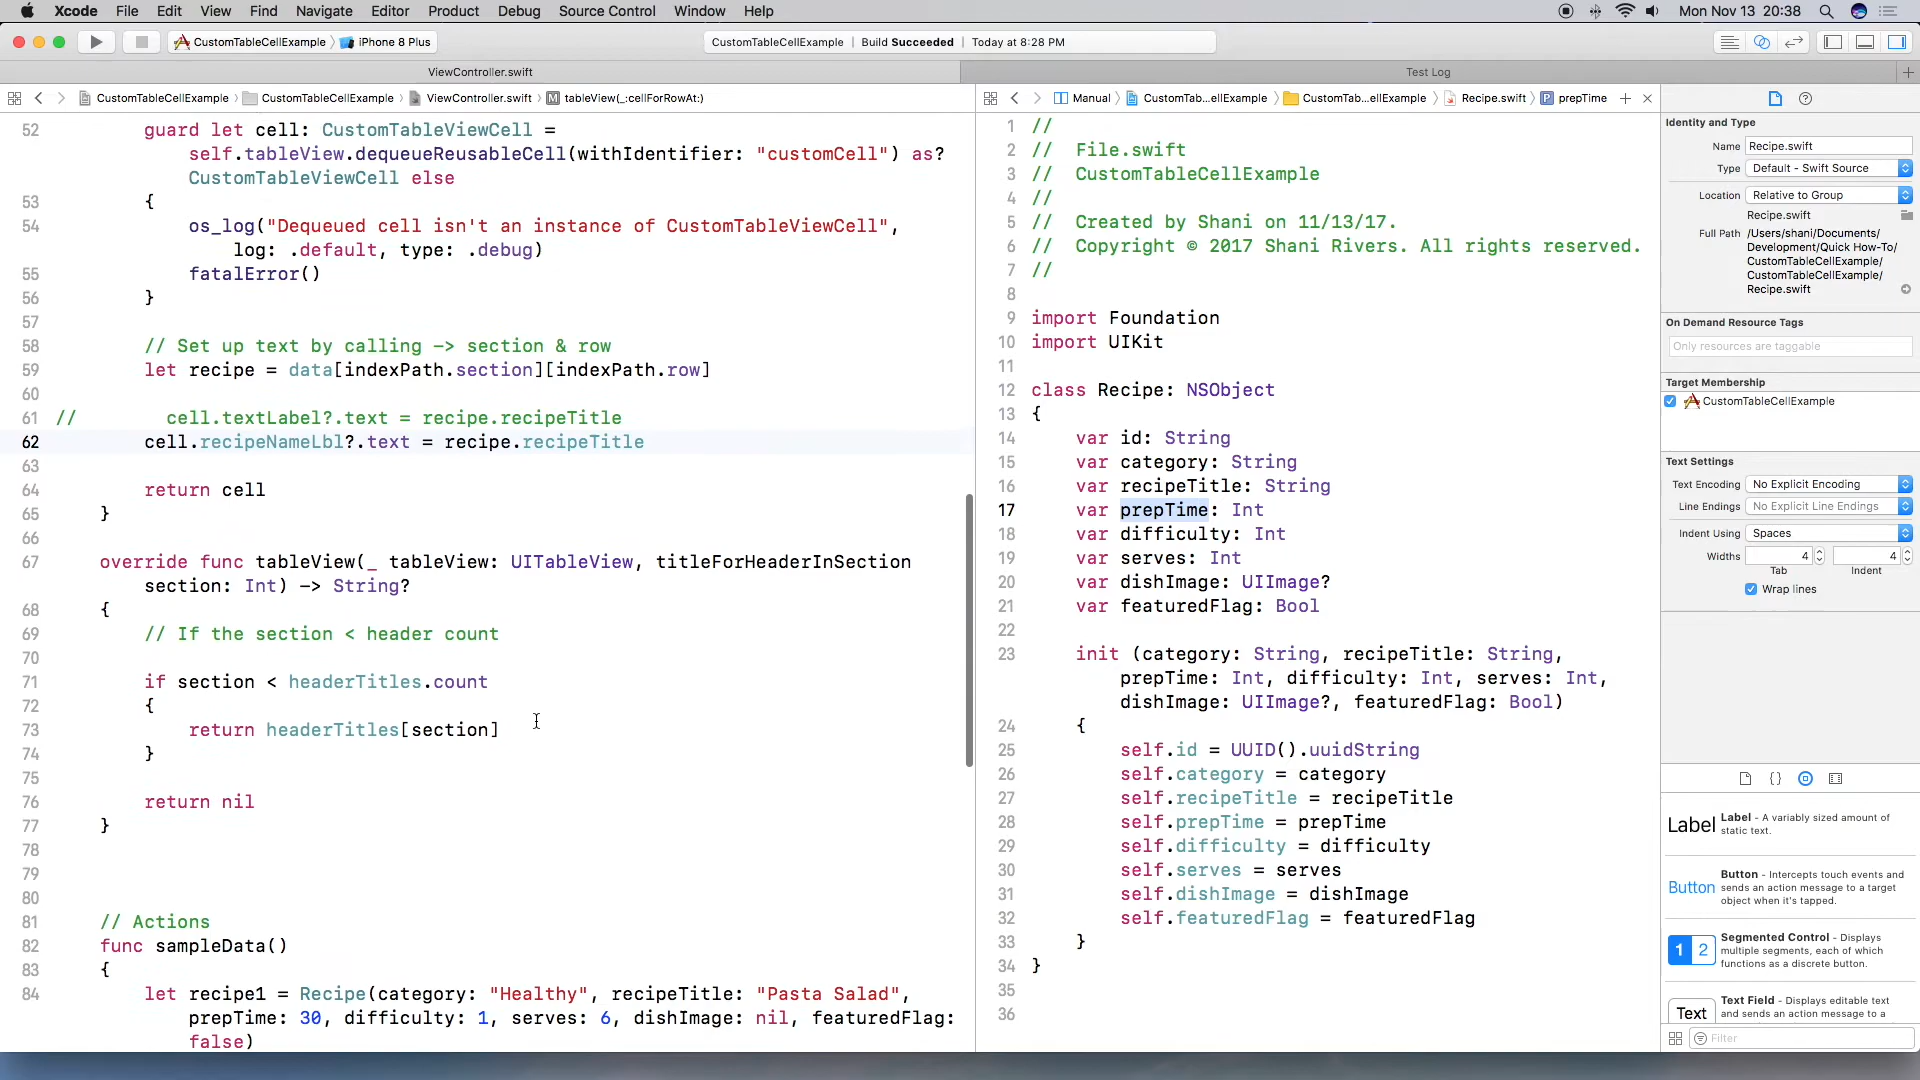 Xcode File Edit View Find Navigate Editor Product Debug Source Control Window Help Mon Nov 13 20:38
CustomTableCellExample iPhone 8 Plus CustomTableCellExample | Build Succeeded | Today at 8:28 PM
ViewController.swift Test Log
CustomTableCellExample CustomTableCellExample ViewController.swift M tableView(_:cellForRowAt:)
52 guard let cell: CustomTableViewCell =
self.tableView.dequeueReusableCell(withIdentifier: "customCell") as?
CustomTableViewCell else
53 {
54 os_log("Dequeued cell isn't an instance of CustomTableViewCell",
log: .default, type: .debug)
55 fatalError()
56 }
57
58 // Set up text by calling -> section & row
59 let recipe = data[indexPath.section][indexPath.row]
60
61 // cell.textLabel?.text = recipe.recipeTitle
62 cell.recipeNameLbl?.text = recipe.recipeTitle
63
64 return cell
65 }
66
67 override func tableView(_ tableView: UITableView, titleForHeaderInSection
section: Int) -> String?
68 {
69 // If the section < header count
70
71 if section < headerTitles.count
72 {
73 return headerTitles[section]
74 }
75
76 return nil
77 }
78
79
80
81 // Actions
82 func sampleData()
83 {
84 let recipe1 = Recipe(category: "Healthy", recipeTitle: "Pasta Salad",
prepTime: 30, difficulty: 1, serves: 6, dishImage: nil, featuredFlag:
false)
Manual CustomTab...ellExample CustomTab...ellExample Recipe.swift P prepTime
1 //
2 // File.swift
3 // CustomTableCellExample
4 //
5 // Created by Shani on 11/13/17.
6 // Copyright © 2017 Shani Rivers. All rights reserved.
7 //
8
9 import Foundation
10 import UIKit
11
12 class Recipe: NSObject
13 {
14 var id: String
15 var category: String
16 var recipeTitle: String
17 var prepTime: Int
18 var difficulty: Int
19 var serves: Int
20 var dishImage: UIImage?
21 var featuredFlag: Bool
22
23 init (category: String, recipeTitle: String,
prepTime: Int, difficulty: Int, serves: Int,
dishImage: UIImage?, featuredFlag: Bool)
24 {
25 self.id = UUID().uuidString
26 self.category = category
27 self.recipeTitle = recipeTitle
28 self.prepTime = prepTime
29 self.difficulty = difficulty
30 self.serves = serves
31 self.dishImage = dishImage
32 self.featuredFlag = featuredFlag
33 }
34 }
35
36
Identity and Type
Name Recipe.swift
Type Default - Swift Source
Location Relative to Group
Recipe.swift
Full Path /Users/shani/Documents/
Development/Quick How-To/
CustomTableCellExample/
CustomTableCellExample/
Recipe.swift
On Demand Resource Tags
Only resources are taggable
Target Membership
CustomTableCellExample
Text Settings
Text Encoding No Explicit Encoding
Line Endings No Explicit Line Endings
Indent Using Spaces
Widths 4 4
Tab Indent
Wrap lines
{}
Label Label - A variably sized amount of
static text.
Button Button - Intercepts touch events and
sends an action message to a target
object when it's tapped.
1 2 Segmented Control - Displays
multiple segments, each of which
functions as a discrete button.
Text Text Field - Displays editable text
and sends an action message to a
Filter